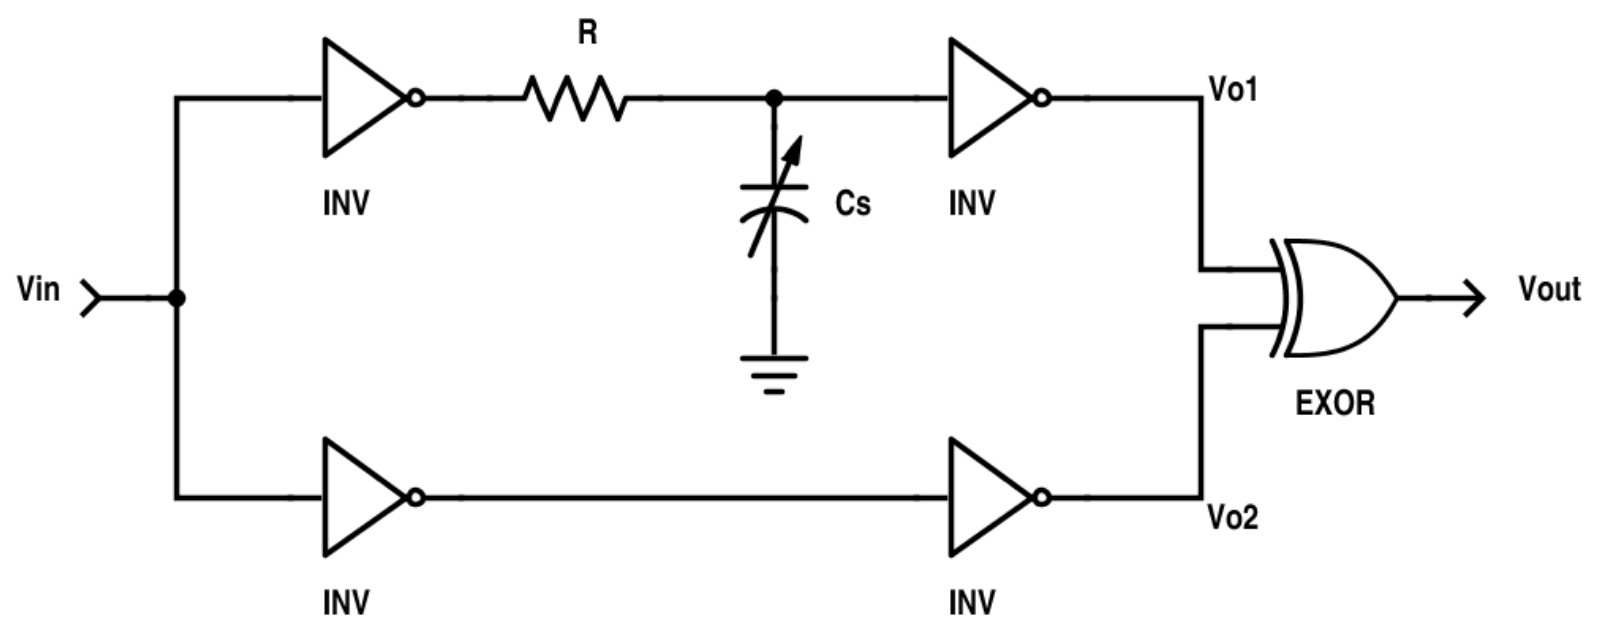 R
Vo1
INV
Cs
INV
Vin
Vout
EXOR
Vo2
INV
INV